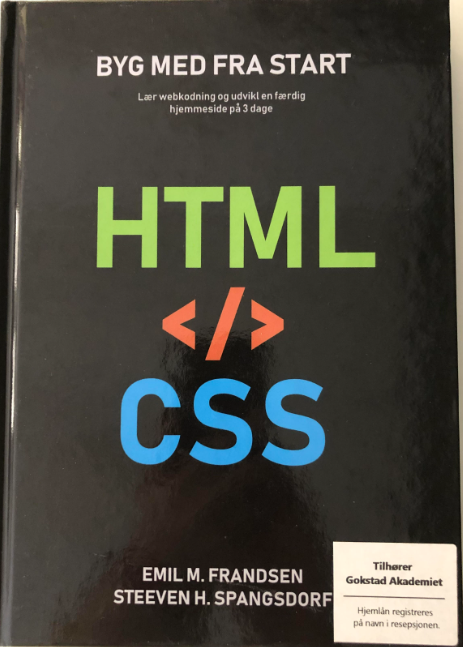 BYG MED FRA START
Lær webkodning og udvikl en færdig
hjemmeside på 3 dage
HTML
</>
CSS
EMIL M. FRANDSEN
STEEVEN H. SPANGSDORF
Tilhører
Gokstad Akademiet
Hjemlån registreres
på navn i resepsjonen.